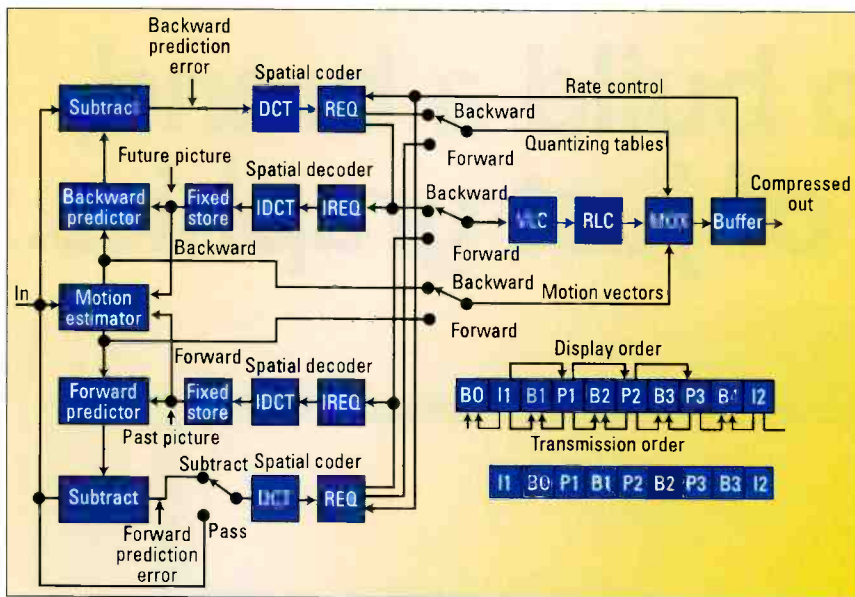 Backward
prediction
error
Spatial coder
Rate control
Subtract
DCT
REQ
Backward
Forward
Quantizing tables
Future picture
Spatial decoder
Compressed
out
Backward
predictor
Fixed
store
IDCT
IREQ
Backward
Forward
VLC
RLC
MUX
Buffer
Backward
In
Motion
estimator
Backward
Forward
Motion vectors
Forward
Spatial decoder
Display order
Forward
predictor
Fixed
store
IDCT
IREQ
B0 I1 B1 P1 B2 P2 B3 P3 B4 I2
Past picture
Transmission order
Subtract
Spatial coder
Subtract
DCT
REQ
I1 B0 P1 B1 P2 B2 P3 B3 I2
Pass
Forward
prediction
error